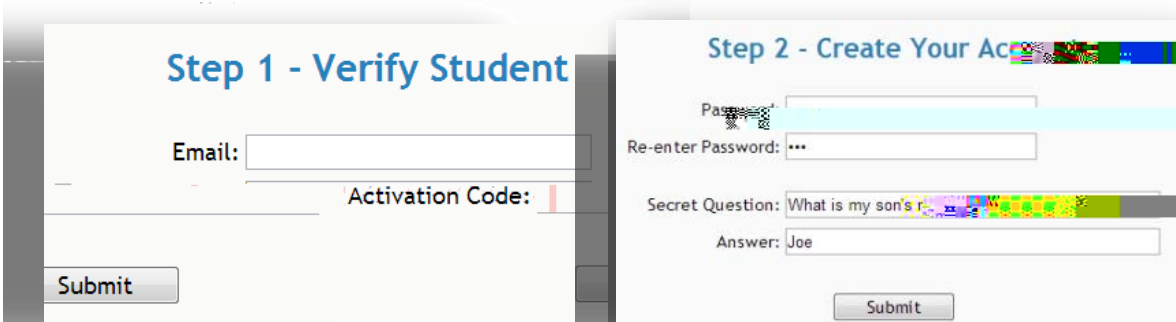 Step 1 - Verify Student
Email:
Activation Code:
Submit
Step 2 - Create Your
Re-enter Password: •••
Secret Question: What is my son's
Answer: Joe
Submit